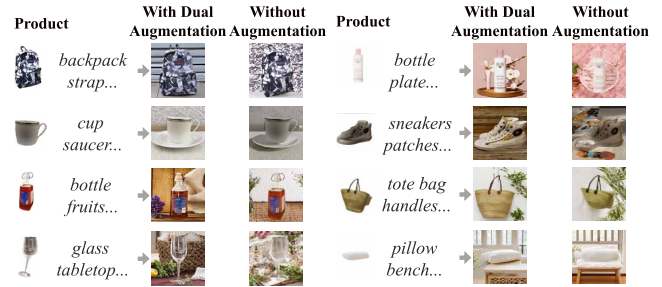 Product
With Dual
Augmentation
Without
Augmentation
backpack
strap...
cup
saucer...
bottle
fruits...
glass
tabletop...
Product
With Dual
Augmentation
Without
Augmentation
bottle
plate...
sneakers
patches...
tote bag
handles...
pillow
bench...